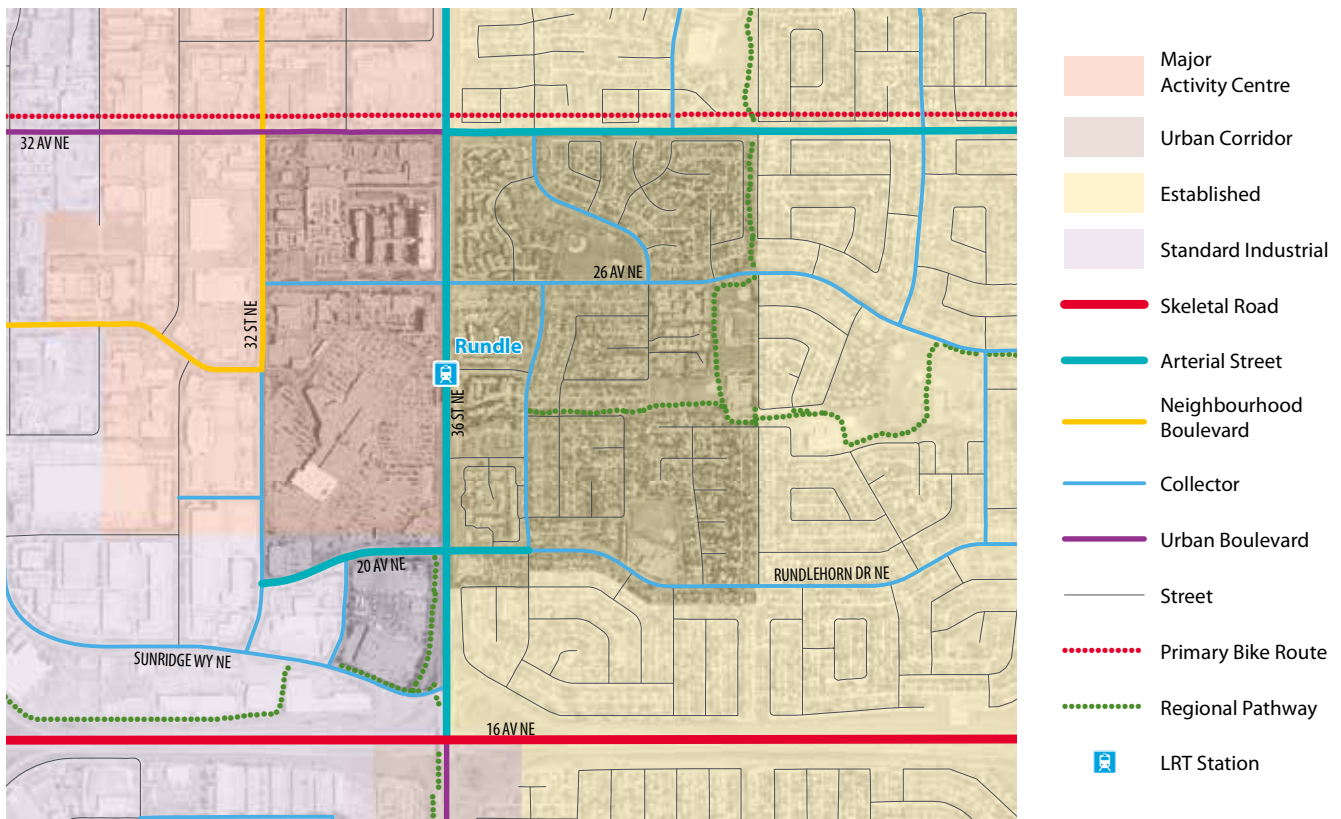 32 AV NE
26 AV NE
32 ST NE
Rundle
36 ST NE
20 AV NE
RUNDLEHORN DR NE
SUNRIDGE WY NE
16 AV NE
Major
Activity Centre
Urban Corridor
Established
Standard Industrial
Skeletal Road
Arterial Street
Neighbourhood
Boulevard
Collector
Urban Boulevard
Street
Primary Bike Route
Regional Pathway
LRT Station